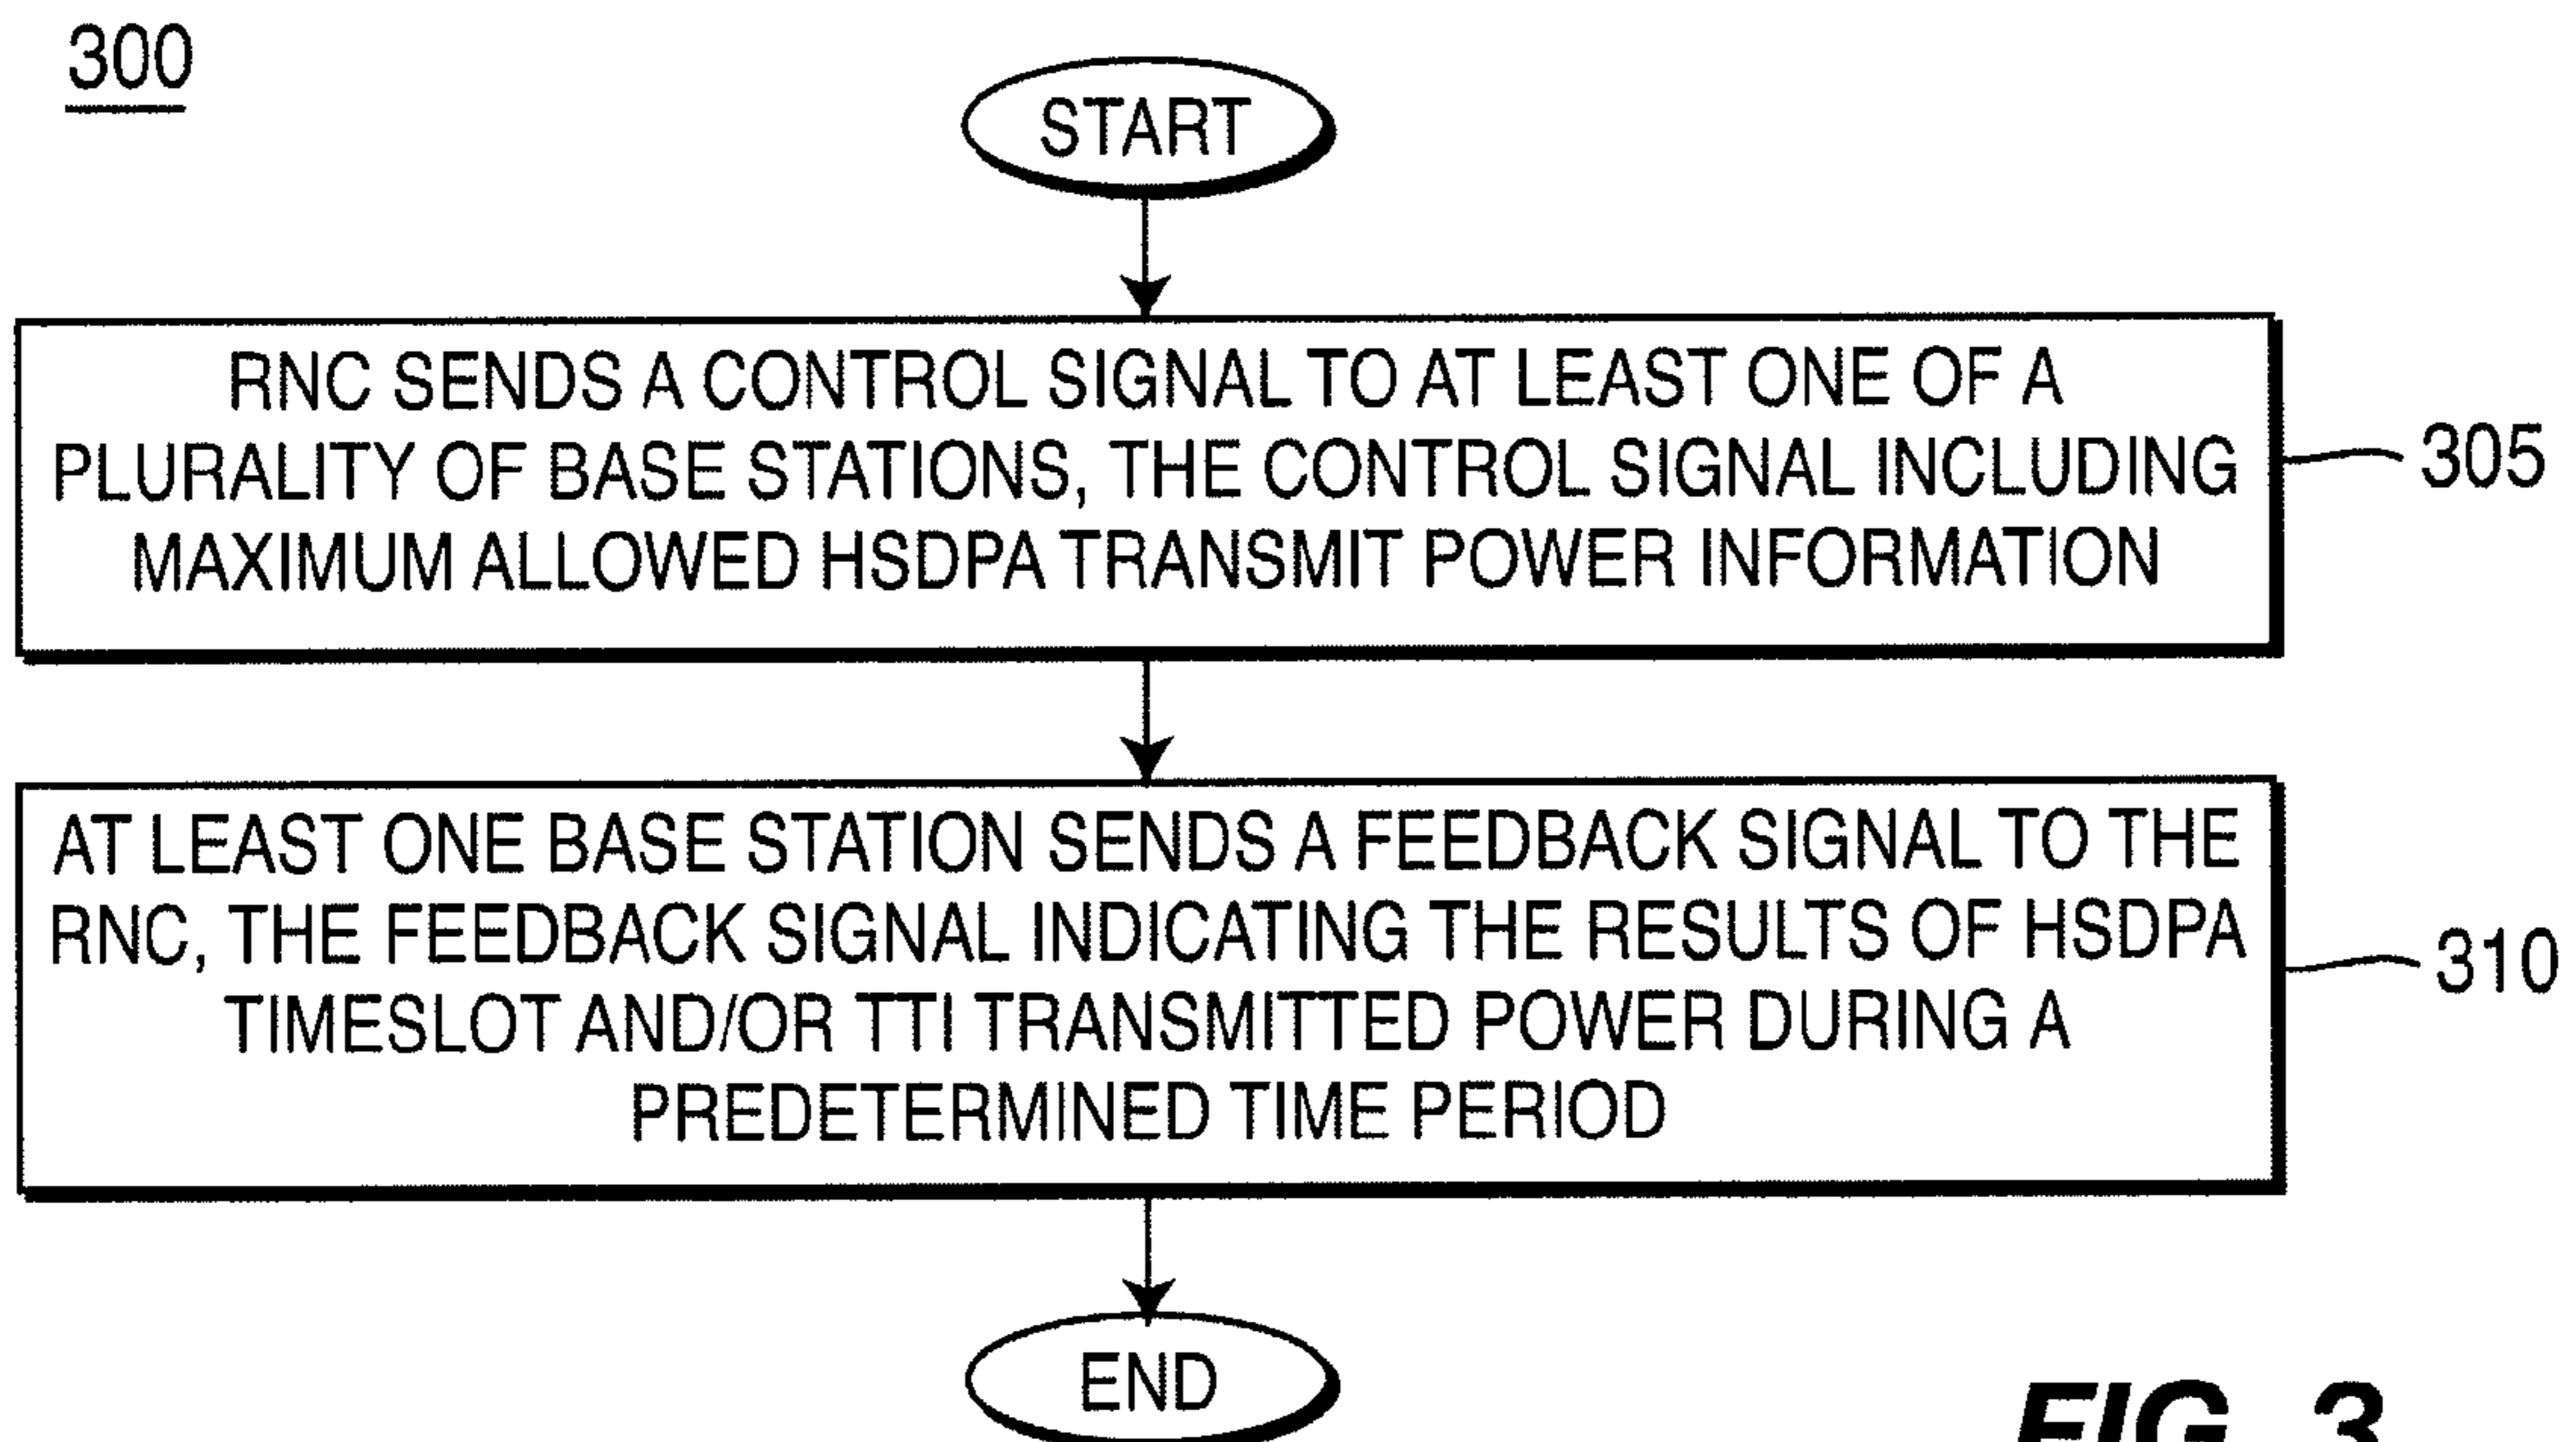 300
START
RNC SENDS A CONTROL SIGNAL TO AT LEAST ONE OF A
PLURALITY OF BASE STATIONS, THE CONTROL SIGNAL INCLUDING
MAXIMUM ALLOWED HSDPA TRANSMIT POWER INFORMATION
305
AT LEAST ONE BASE STATION SENDS A FEEDBACK SIGNAL TO THE
RNC, THE FEEDBACK SIGNAL INDICATING THE RESULTS OF HSDPA
TIMESLOT AND/OR TTI TRANSMITTED POWER DURING A
PREDETERMINED TIME PERIOD
310
END
FIG. 3